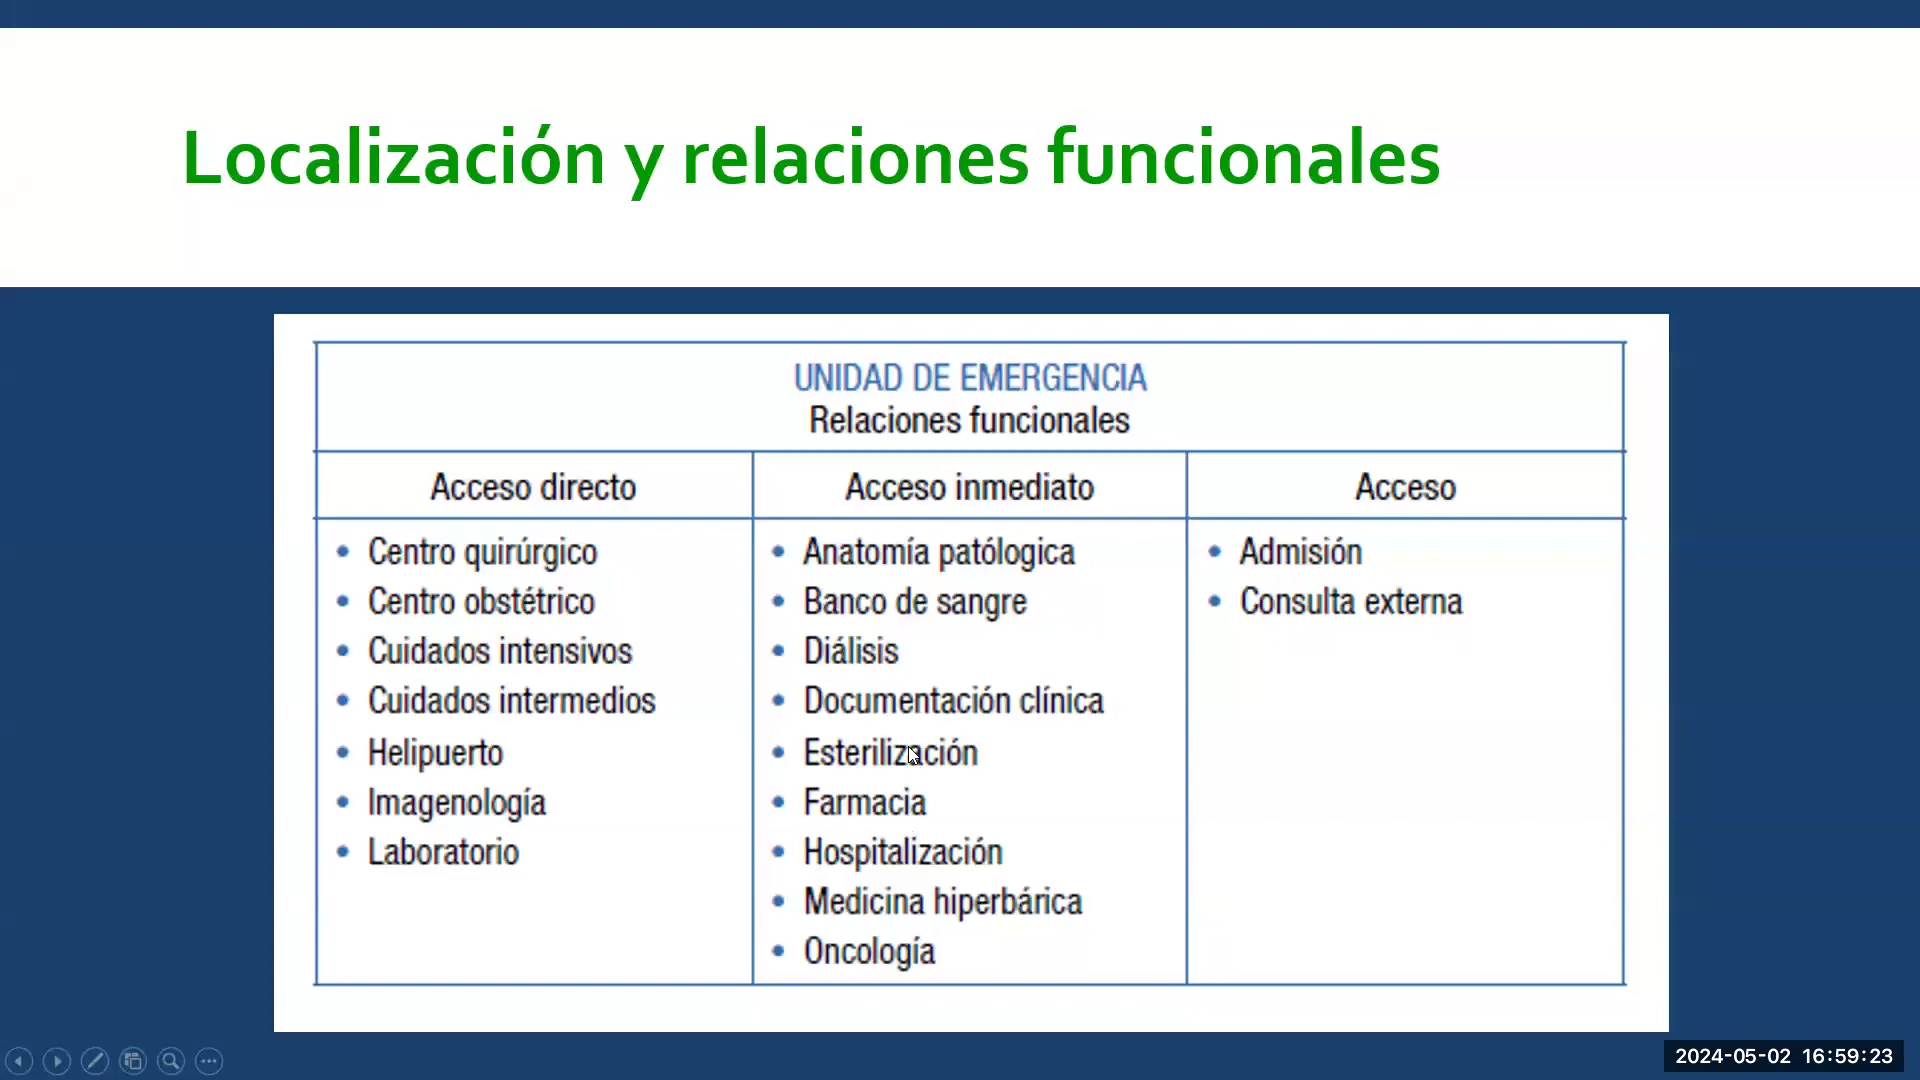 Localización y relaciones funcionales
UNIDAD DE EMERGENCIA
Relaciones funcionales
Acceso directo
• Centro quirúrgico
• Centro obstétrico
• Cuidados intensivos
• Cuidados intermedios
• Helipuerto
• Imagenología
• Laboratorio
Acceso inmediato
• Anatomía patólogica
• Banco de sangre
• Diálisis
• Documentación clínica
• Esterilización
• Farmacia
• Hospitalización
• Medicina hiperbárica
• Oncología
Acceso
• Admisión
• Consulta externa
2024-05-02 16:59:23